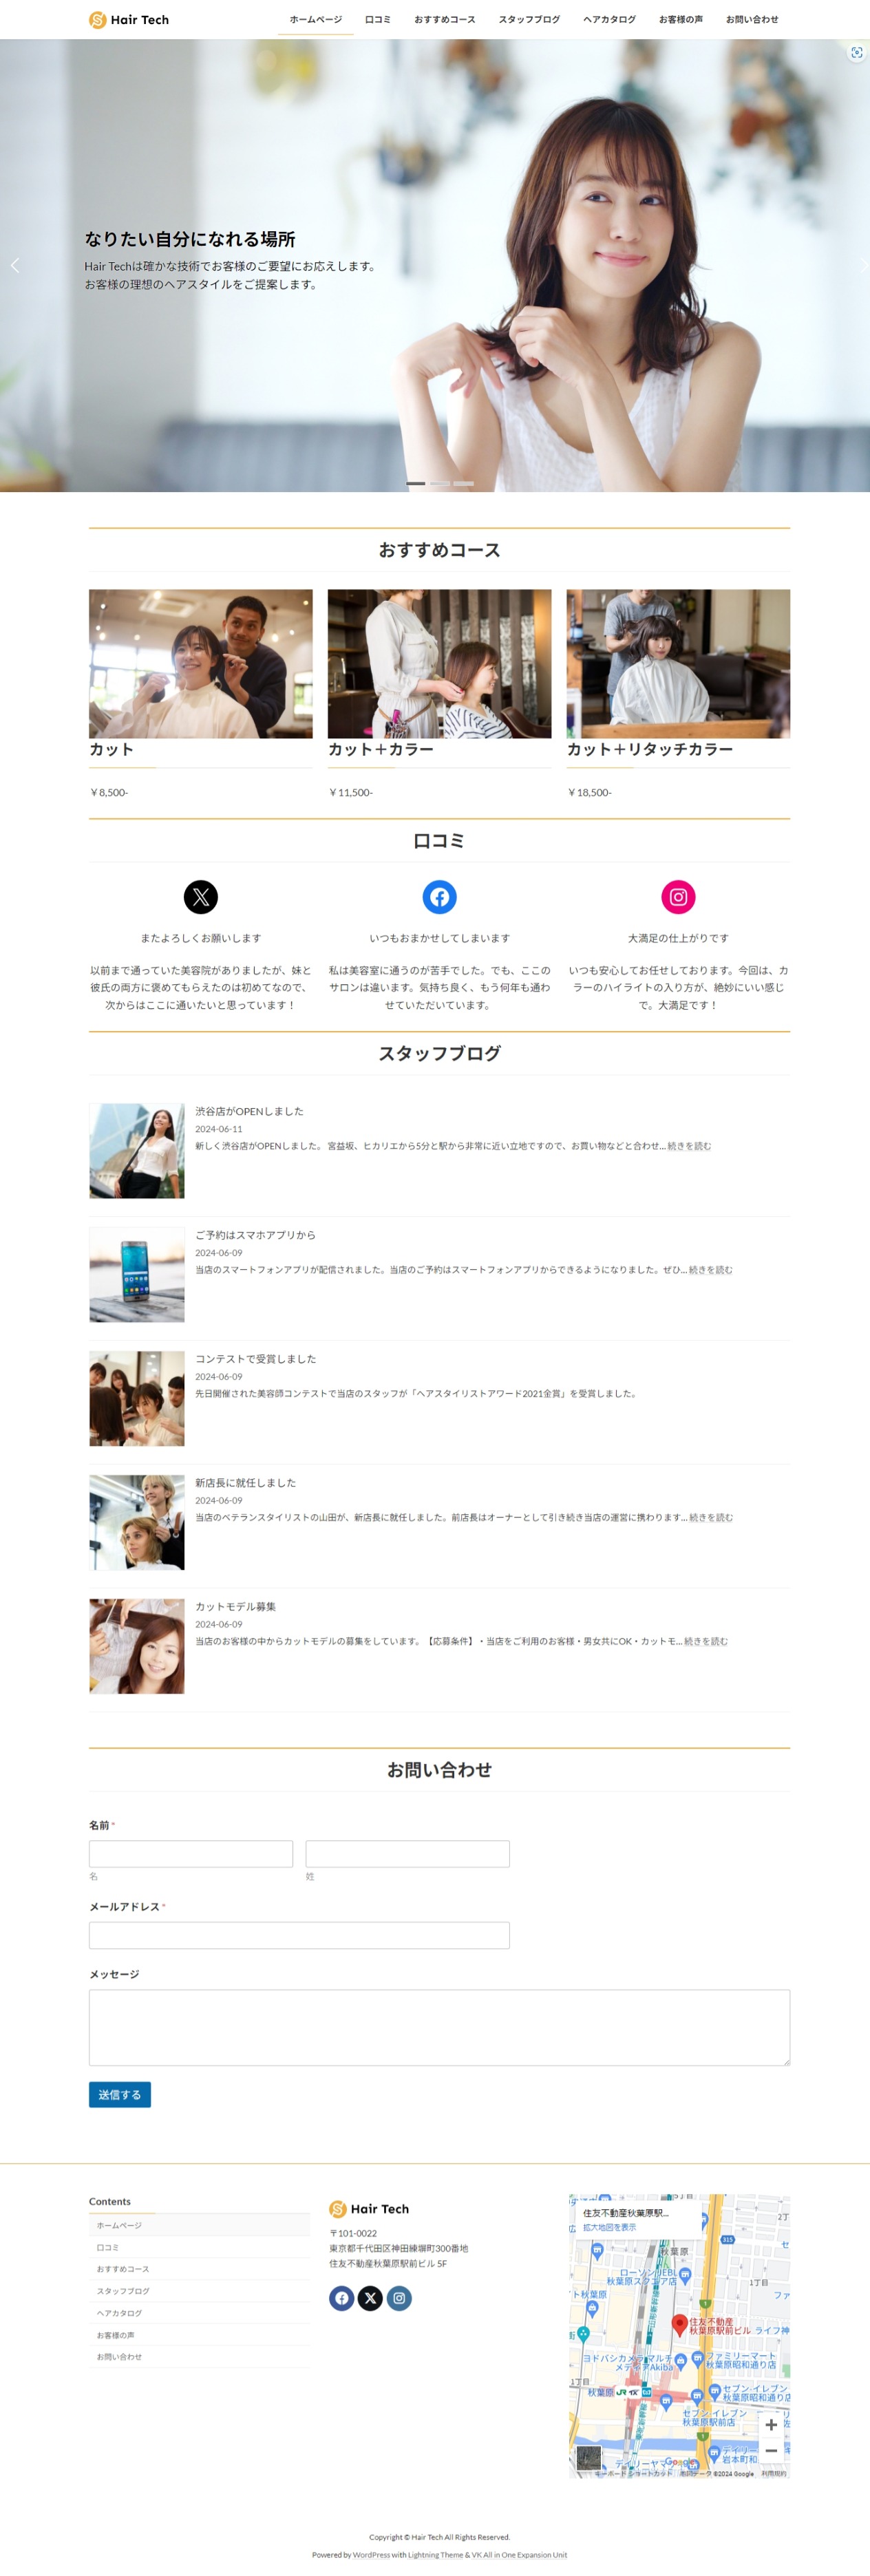 Hair Tech
ホームページ 口コミ おすすめコース スタッフブログ ヘアカタログ お客様の声 お問い合わせ
なりたい自分になれる場所
Hair Techは確かな技術でお客様のご要望にお応えします。
お客様の理想のヘアスタイルをご提案します。
おすすめコース
カット
￥8,500-
カット＋カラー
￥11,500-
カット＋リタッチカラー
￥18,500-
口コミ
またよろしくお願いします
以前まで通っていた美容院がありましたが、妹と
彼氏の両方に褒めてもらえたのは初めてなので、
次からはここに通いたいと思っています！
いつもおまかせしてしまいます
私は美容室に通うのが苦手でした。でも、ここの
サロンは違います。気持ち良く、もう何年も通わ
せていただいています。
大満足の仕上がりです
いつも安心してお任せしております。今回は、カ
ラーのハイライトの入り方が、絶妙にいい感じ
で。大満足です！
スタッフブログ
渋谷店がOPENしました
2024-06-11
新しく渋谷店がOPENしました。 宮益坂、ヒカリエから5分と駅から非常に近い立地ですので、お買い物などと合わせ... 続きを読む
ご予約はスマホアプリから
2024-06-09
当店のスマートフォンアプリが配信されました。当店のご予約はスマートフォンアプリからできるようになりました。ぜひ... 続きを読む
コンテストで受賞しました
2024-06-09
先日開催された美容師コンテストで当店のスタッフが「ヘアスタイリストアワード2021金賞」を受賞しました。
新店長に就任しました
2024-06-09
当店のベテランスタイリストの山田が、新店長に就任しました。前店長はオーナーとして引き続き当店の運営に携わります... 続きを読む
カットモデル募集
2024-06-09
当店のお客様の中からカットモデルの募集をしています。【応募条件】・当店をご利用のお客様・男女共にOK・カットモ... 続きを読む
お問い合わせ
名前 *
名 姓
メールアドレス *
メッセージ
送信する
Contents
ホームページ
口コミ
おすすめコース
スタッフブログ
ヘアカタログ
お客様の声
お問い合わせ
Hair Tech
〒101-0022
東京都千代田区神田練塀町300番地
住友不動産秋葉原駅前ビル 5F
住友不動産秋葉原駅...
拡大地図を表示
315
秋葉原
秋葉原スクエア店
1丁目
ト秋葉原
1
住友不動産
秋葉原駅前ビル
ライフ神
ヨドバシカメラ マルチ
メディアAkiba
ファミリーマート
秋葉原昭和通り店
1丁目
秋葉原 JR
セブン-イレブン
秋葉原昭和通り店
セブン-イレブン
秋葉原駅前店
1
岩本町和
Google
キーボード ショートカット 地図データ ©2024 Google 利用規約
Copyright © Hair Tech All Rights Reserved.
Powered by WordPress with Lightning Theme & VK All in One Expansion Unit